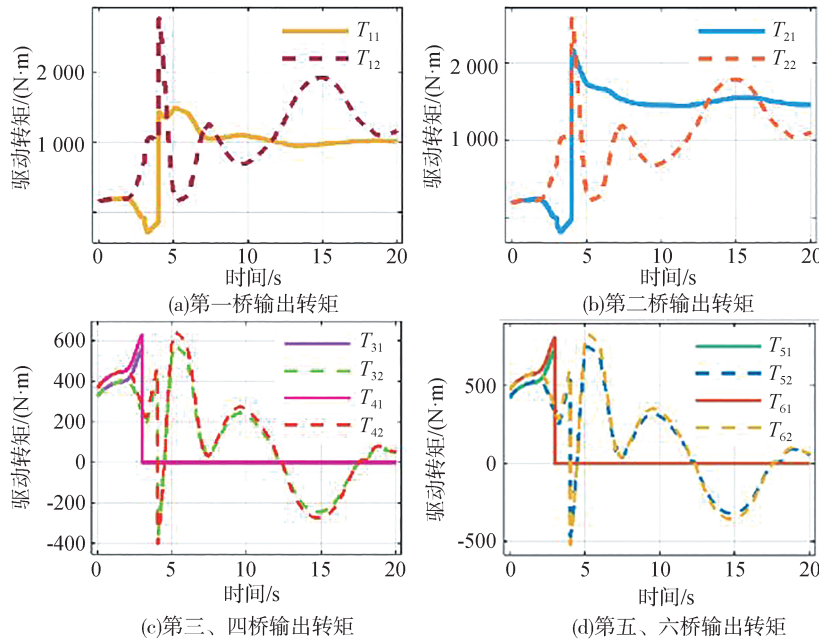 驱动转矩/(N·m)
2 000
1 000
T11
T12
0
5
10
15
20
时间/s
(a)第一桥输出转矩
驱动转矩/(N·m)
2 000
1 000
T21
T22
0
5
10
15
20
时间/s
(b)第二桥输出转矩
驱动转矩/(N·m)
600
400
200
0
-200
-400
T31
T32
T41
T42
0
5
10
15
20
时间/s
(c)第三、四桥输出转矩
驱动转矩/(N·m)
500
0
-500
T51
T52
T61
T62
0
5
10
15
20
时间/s
(d)第五、六桥输出转矩